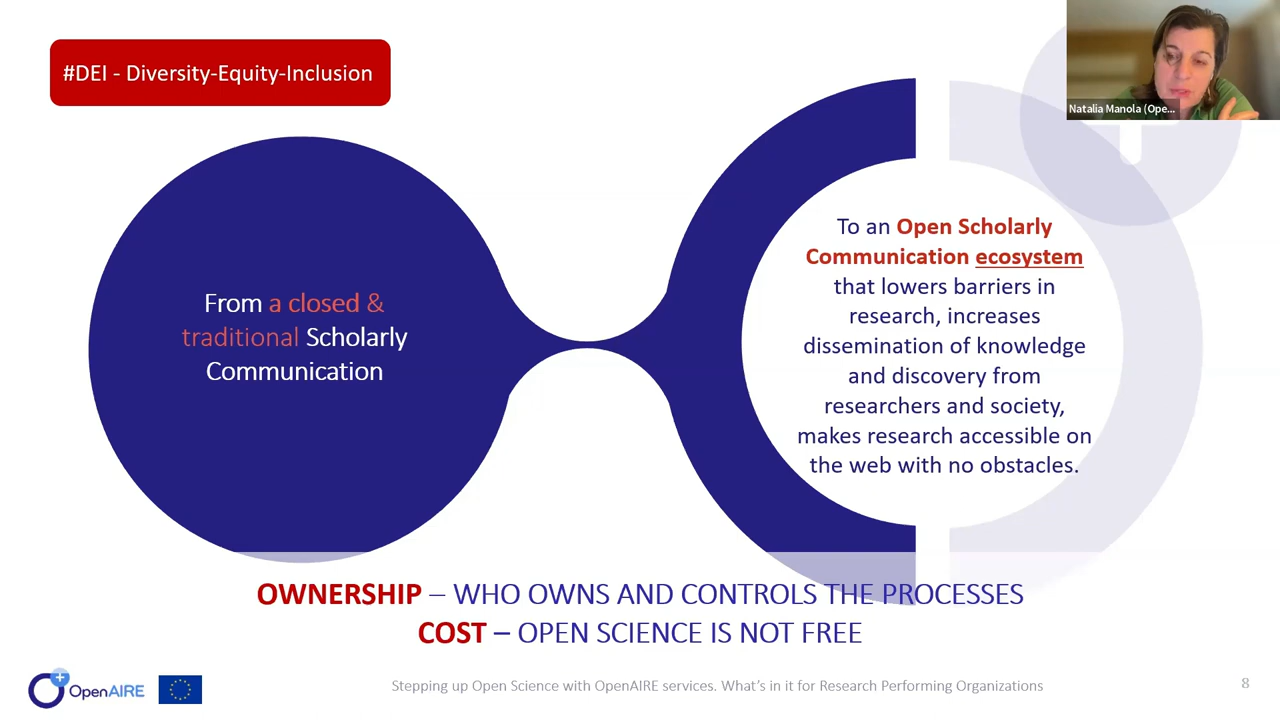 #DEI - Diversity-Equity-Inclusion
Natalia Manola (Ope...
From a closed &
traditional Scholarly
Communication
To an Open Scholarly
Communication ecosystem
that lowers barriers in
research, increases
dissemination of knowledge
and discovery from
researchers and society,
makes research accessible on
the web with no obstacles.
OWNERSHIP – WHO OWNS AND CONTROLS THE PROCESSES
COST – OPEN SCIENCE IS NOT FREE
OpenAIRE
Stepping up Open Science with OpenAIRE services. What's in it for Research Performing Organizations
8